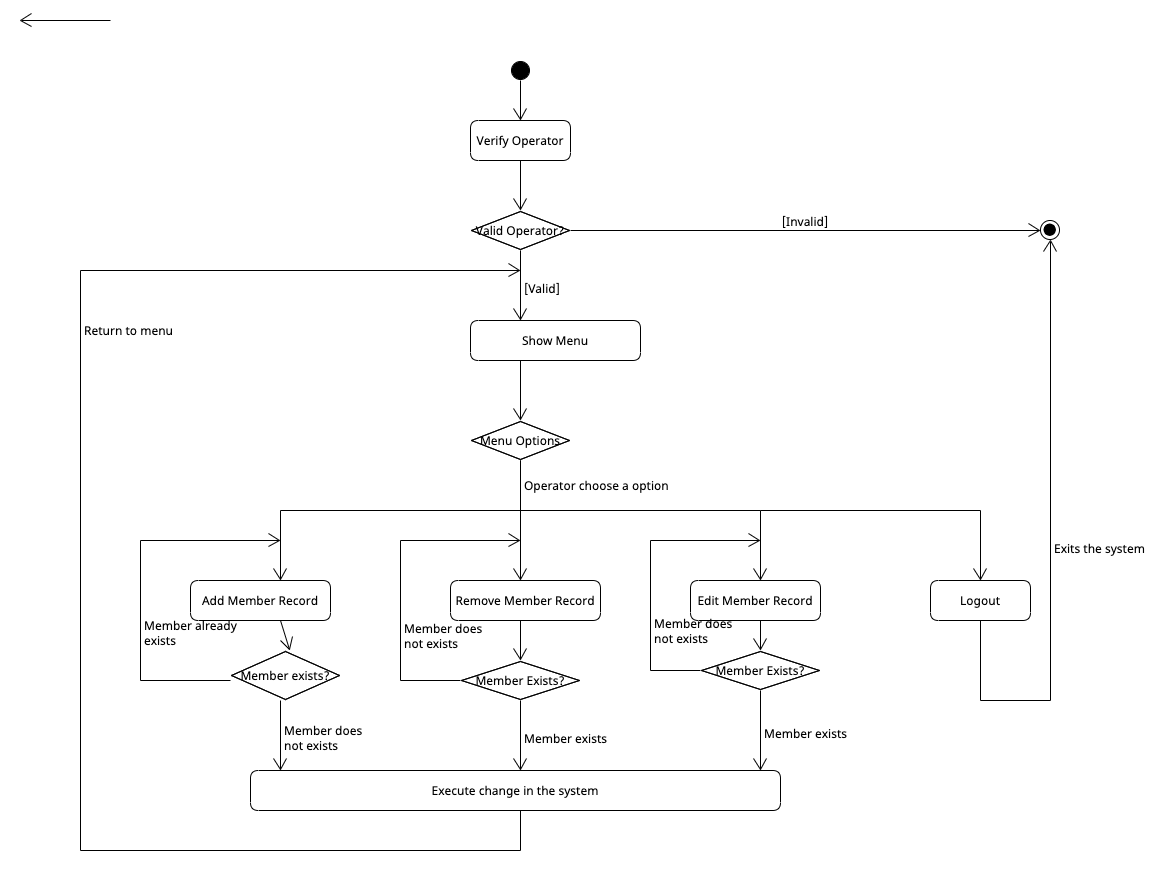 Verify Operator
Valid Operator?
[Invalid]
[Valid]
Return to menu
Show Menu
Menu Options
Operator choose a option
Exits the system
Add Member Record
Remove Member Record
Edit Member Record
Logout
Member already
exists
Member does
not exists
Member does
not exists
Member exists?
Member Exists?
Member Exists?
Member does
not exists
Member exists
Member exists
Execute change in the system